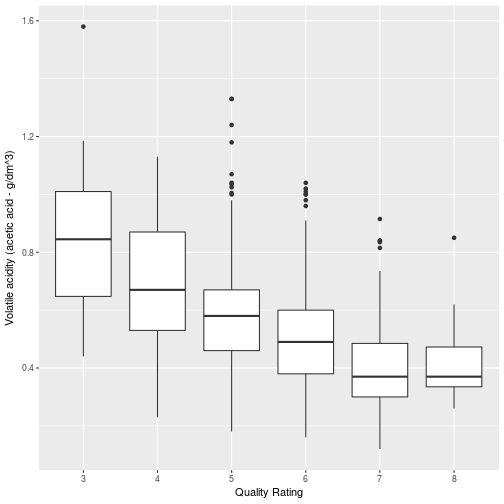 Volatile acidity (acetic acid - g/dm^3)
1.6
1.2
0.8
0.4
3 4 5 6 7 8
Quality Rating